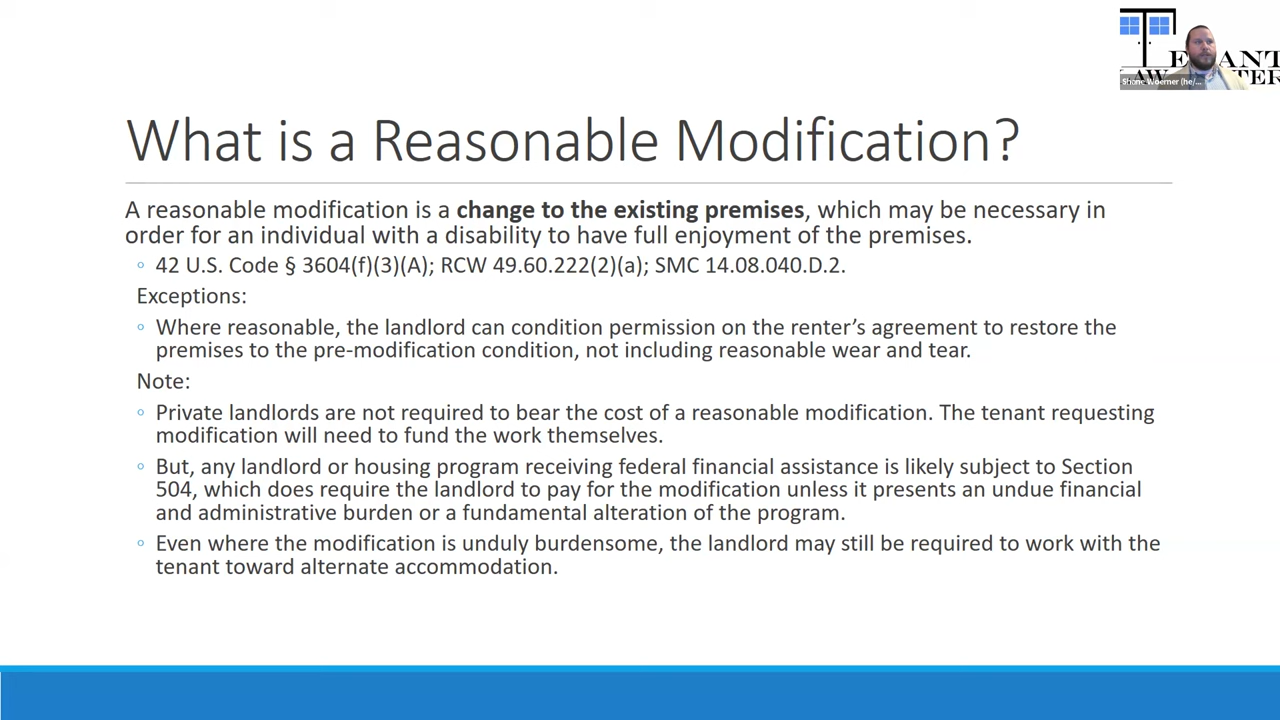 TENANT
LAW CENTER
Shane Woerner (he/...
What is a Reasonable Modification?
A reasonable modification is a change to the existing premises, which may be necessary in
order for an individual with a disability to have full enjoyment of the premises.
◦ 42 U.S. Code § 3604(f)(3)(A); RCW 49.60.222(2)(a); SMC 14.08.040.D.2.
Exceptions:
◦ Where reasonable, the landlord can condition permission on the renter’s agreement to restore the
premises to the pre-modification condition, not including reasonable wear and tear.
Note:
◦ Private landlords are not required to bear the cost of a reasonable modification. The tenant requesting
modification will need to fund the work themselves.
◦ But, any landlord or housing program receiving federal financial assistance is likely subject to Section
504, which does require the landlord to pay for the modification unless it presents an undue financial
and administrative burden or a fundamental alteration of the program.
◦ Even where the modification is unduly burdensome, the landlord may still be required to work with the
tenant toward alternate accommodation.